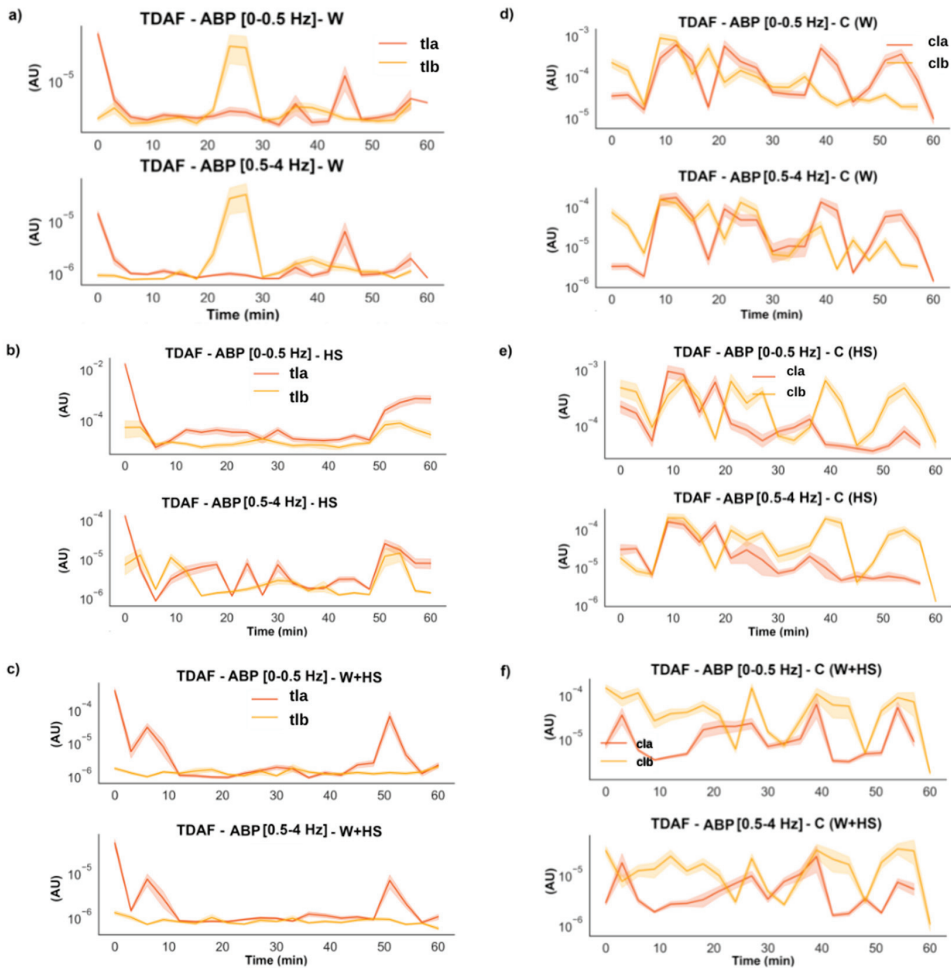 a)
TDAF - ABP [0-0.5 Hz] - W
tla
tlb
(AU)
10⁻⁵
0 10 20 30 40 50 60
TDAF - ABP [0.5-4 Hz] - W
(AU)
10⁻⁵
10⁻⁶
0 10 20 30 40 50 60
Time (min)
b)
TDAF - ABP [0-0.5 Hz] - HS
tla
tlb
(AU)
10⁻²
10⁻⁴
0 10 20 30 40 50 60
TDAF - ABP [0.5-4 Hz] - HS
(AU)
10⁻⁴
10⁻⁵
10⁻⁶
0 10 20 30 40 50 60
Time (min)
c)
TDAF - ABP [0-0.5 Hz] - W+HS
tla
tlb
(AU)
10⁻⁴
10⁻⁵
10⁻⁶
0 10 20 30 40 50 60
TDAF - ABP [0.5-4 Hz] - W+HS
(AU)
10⁻⁵
10⁻⁶
0 10 20 30 40 50 60
Time (min)
d)
TDAF - ABP [0-0.5 Hz] - C (W)
cla
clb
(AU)
10⁻³
10⁻⁴
10⁻⁵
0 10 20 30 40 50 60
TDAF - ABP [0.5-4 Hz] - C (W)
(AU)
10⁻⁴
10⁻⁵
10⁻⁶
0 10 20 30 40 50 60
Time (min)
e)
TDAF - ABP [0-0.5 Hz] - C (HS)
cla
clb
(AU)
10⁻³
10⁻⁴
0 10 20 30 40 50 60
TDAF - ABP [0.5-4 Hz] - C (HS)
(AU)
10⁻⁴
10⁻⁵
10⁻⁶
0 10 20 30 40 50 60
Time (min)
f)
TDAF - ABP [0-0.5 Hz] - C (W+HS)
cla
clb
(AU)
10⁻⁴
10⁻⁵
0 10 20 30 40 50 60
TDAF - ABP [0.5-4 Hz] - C (W+HS)
(AU)
10⁻⁵
10⁻⁶
0 10 20 30 40 50 60
Time (min)